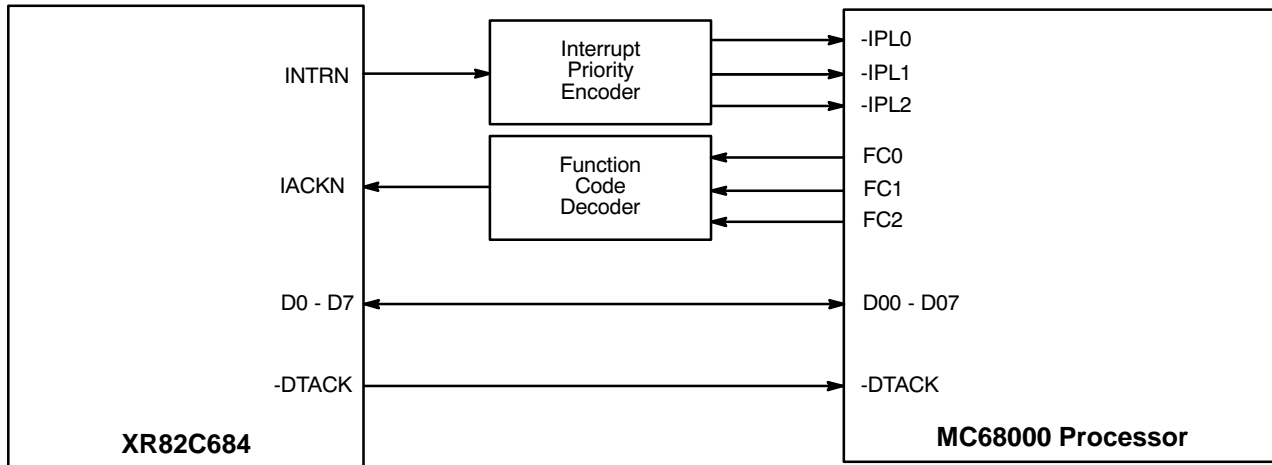 INTRN
IACKN
D0 - D7
-DTACK
XR82C684
Interrupt
Priority
Encoder
Function
Code
Decoder
-IPL0
-IPL1
-IPL2
FC0
FC1
FC2
D00 - D07
-DTACK
MC68000 Processor